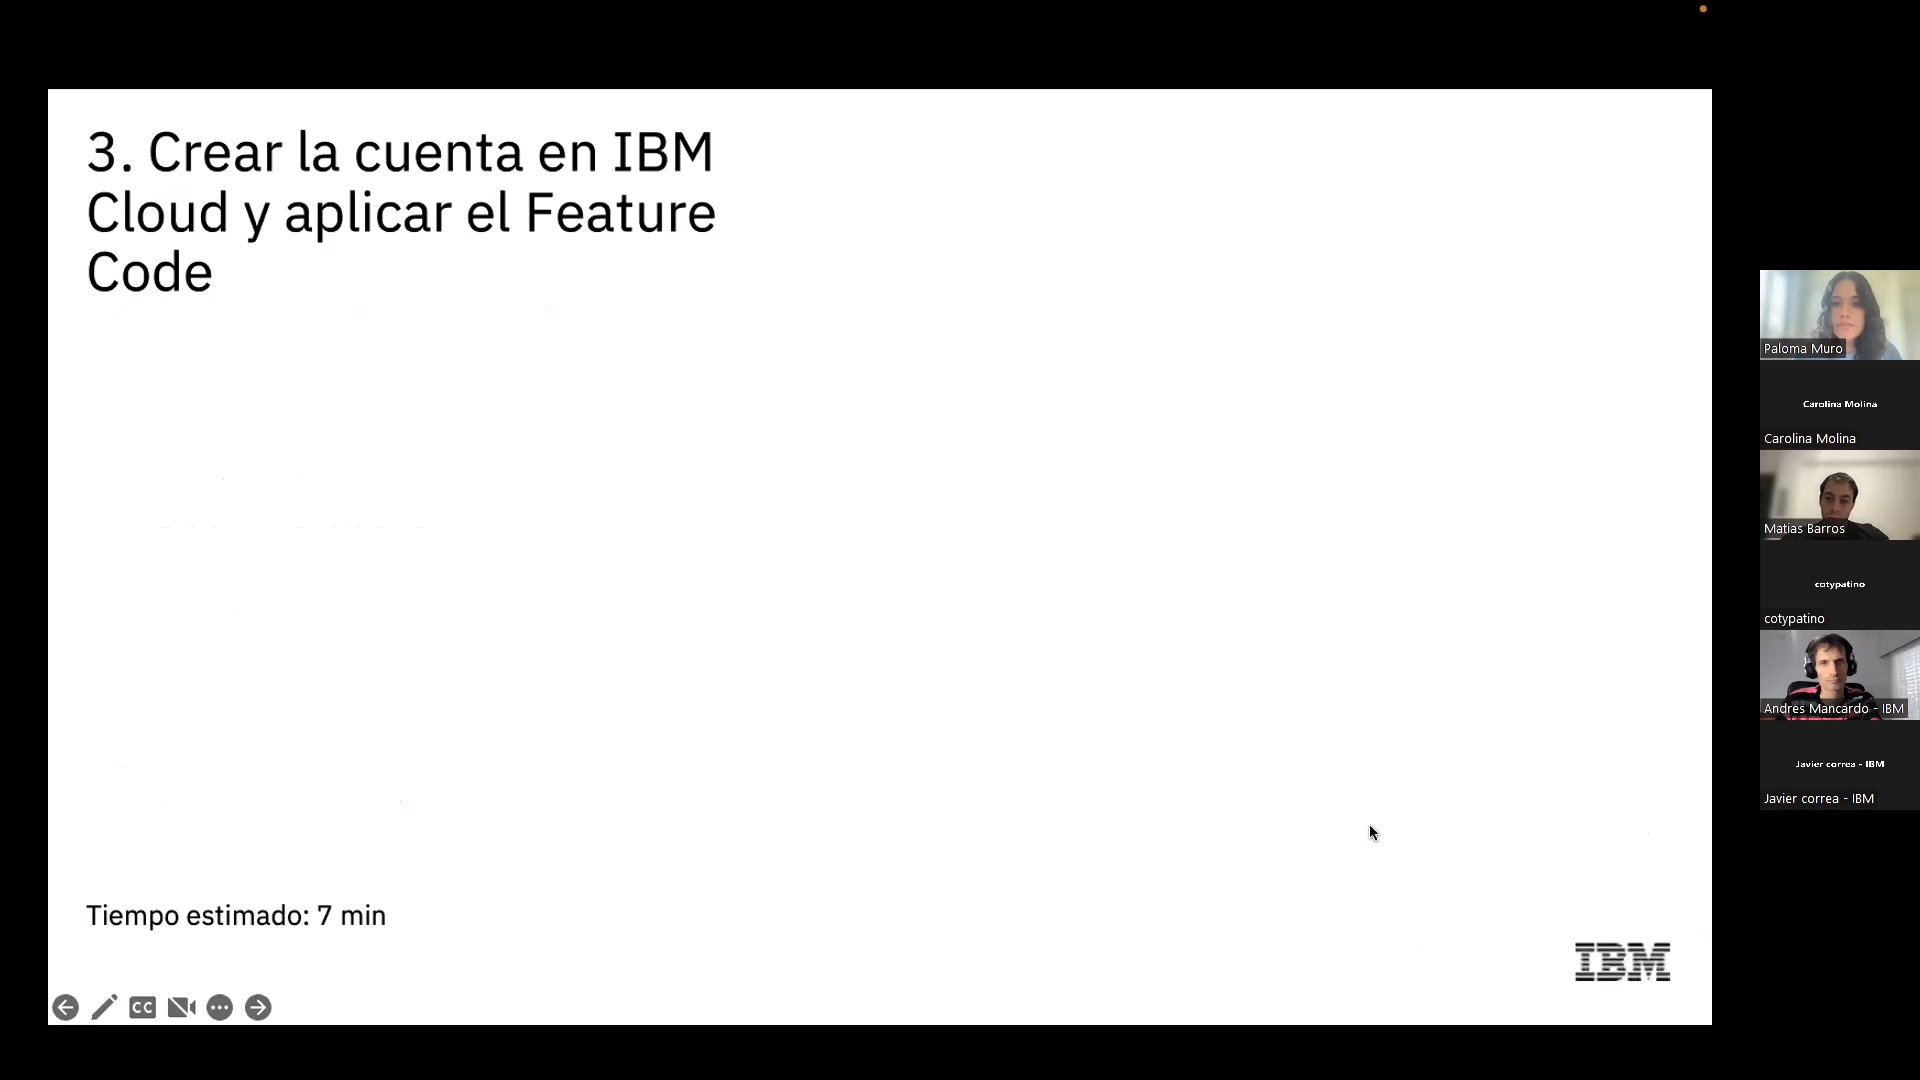 3. Crear la cuenta en IBM
Cloud y aplicar el Feature
Code
Tiempo estimado: 7 min
IBM
CC
Paloma Muro
Carolina Molina
Carolina Molina
Matias Barros
cotypatino
cotypatino
Andres Mancardo - IBM
Javier correa - IBM
Javier correa - IBM